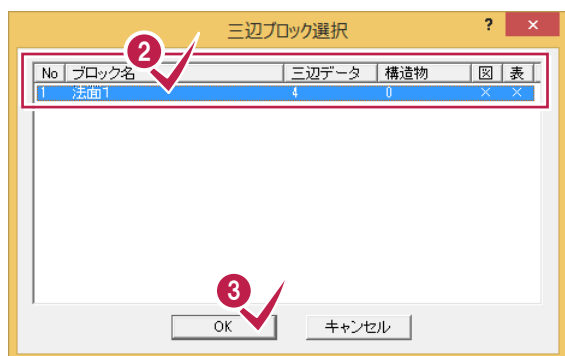 三辺ブロック選択 ? ×
2
No ブロック名 三辺データ 構造物 図 表
1 法面1 4 0 × ×
3
OK キャンセル